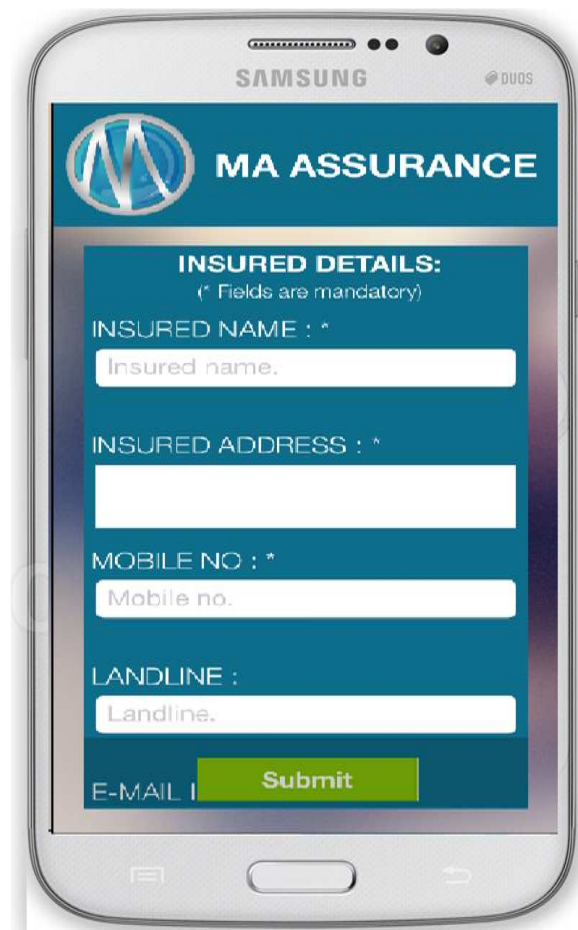 SAMSUNG
DUOS
MA ASSURANCE
INSURED DETAILS:
(* Fields are mandatory)
INSURED NAME : *
Insured name.
INSURED ADDRESS : *
MOBILE NO : *
Mobile no.
LANDLINE :
Landline.
E-MAIL I
Submit